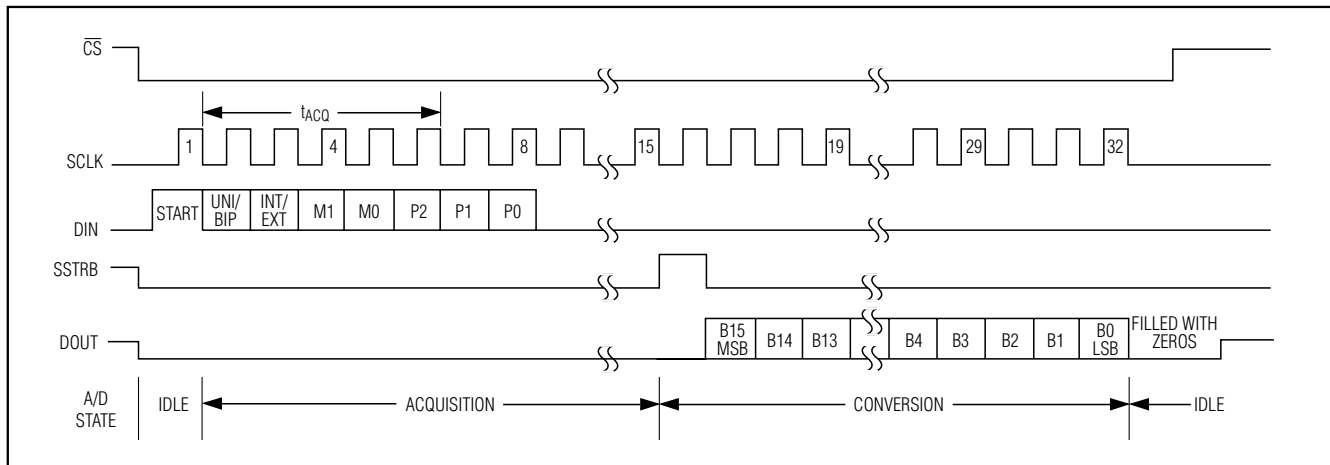 CS
tACQ
SCLK 1 4 8 15 19 29 32
DIN START UNI/ BIP INT/ EXT M1 M0 P2 P1 P0
SSTRB
DOUT B15 MSB B14 B13 B4 B3 B2 B1 B0 LSB FILLED WITH ZEROS
A/D STATE IDLE ACQUISITION CONVERSION IDLE